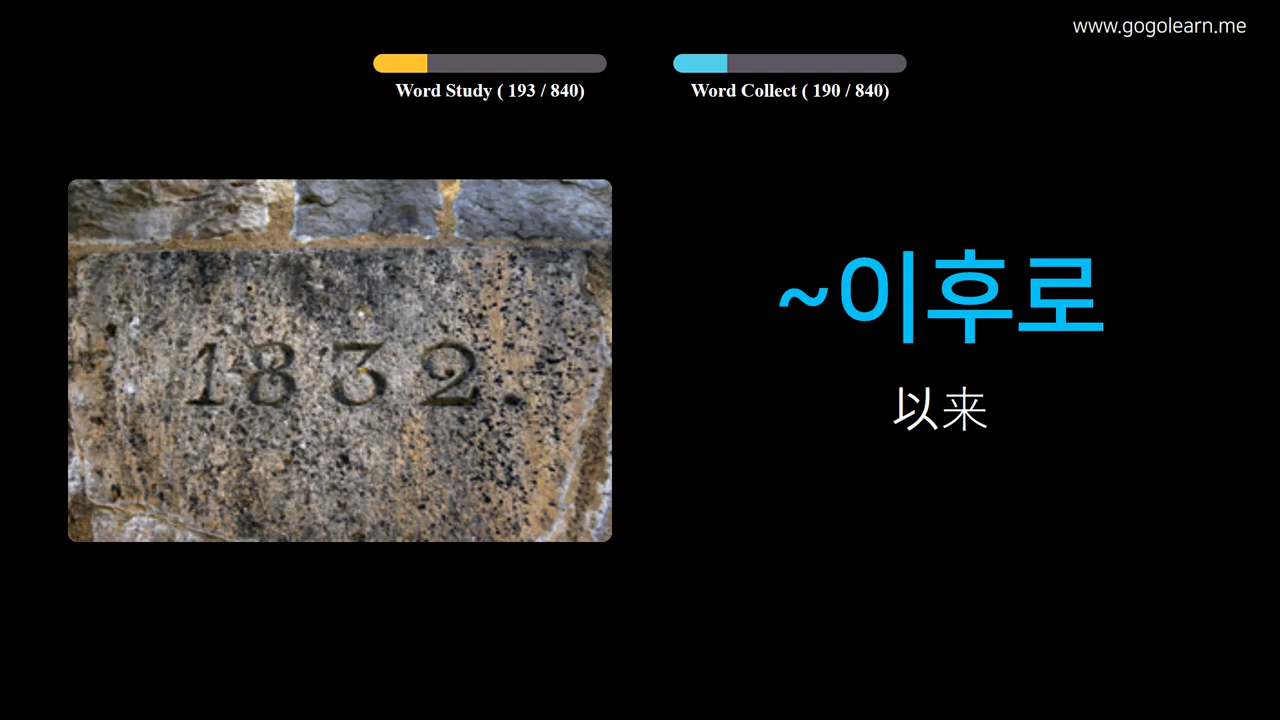 www.gogolearn.me
Word Study ( 193 / 840)
Word Collect ( 190 / 840)
1832.
~이후로
以来